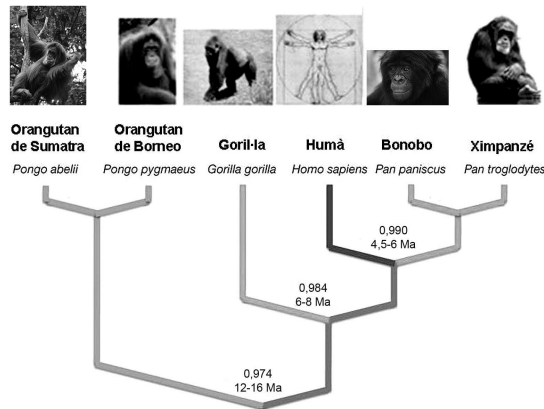 Orangutan
de Sumatra
Pongo abelii
Orangutan
de Borneo
Pongo pygmaeus
Goril·la
Gorilla gorilla
Humà
Homo sapiens
Bonobo
Pan paniscus
Ximpanzé
Pan troglodytes
0,990
4,5-6 Ma
0,984
6-8 Ma
0,974
12-16 Ma